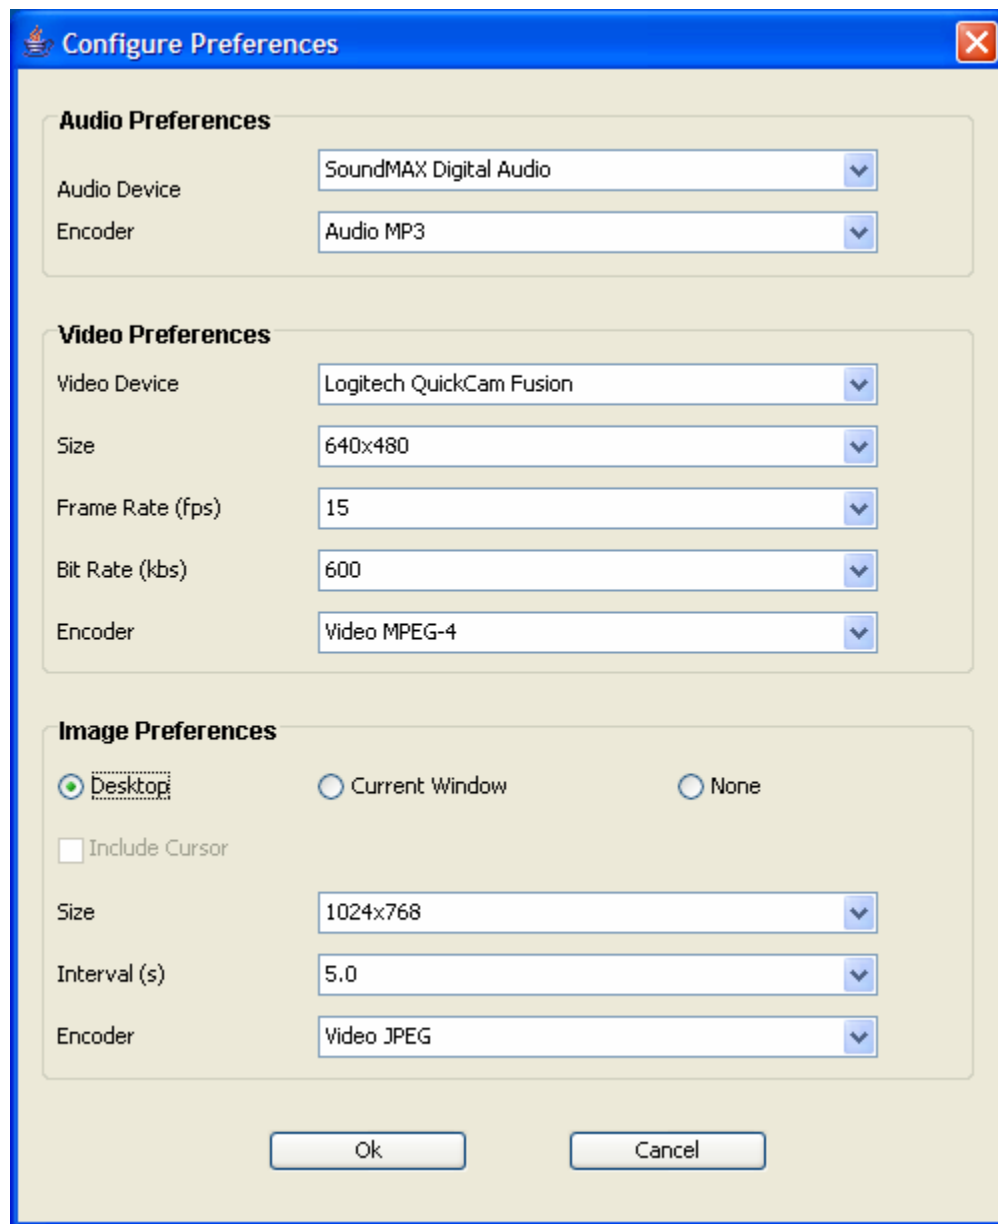 Configure Preferences
Audio Preferences
Audio Device
SoundMAX Digital Audio
Encoder
Audio MP3
Video Preferences
Video Device
Logitech QuickCam Fusion
Size
640x480
Frame Rate (fps)
15
Bit Rate (kbs)
600
Encoder
Video MPEG-4
Image Preferences
Desktop
Current Window
None
Include Cursor
Size
1024x768
Interval (s)
5.0
Encoder
Video JPEG
Ok
Cancel